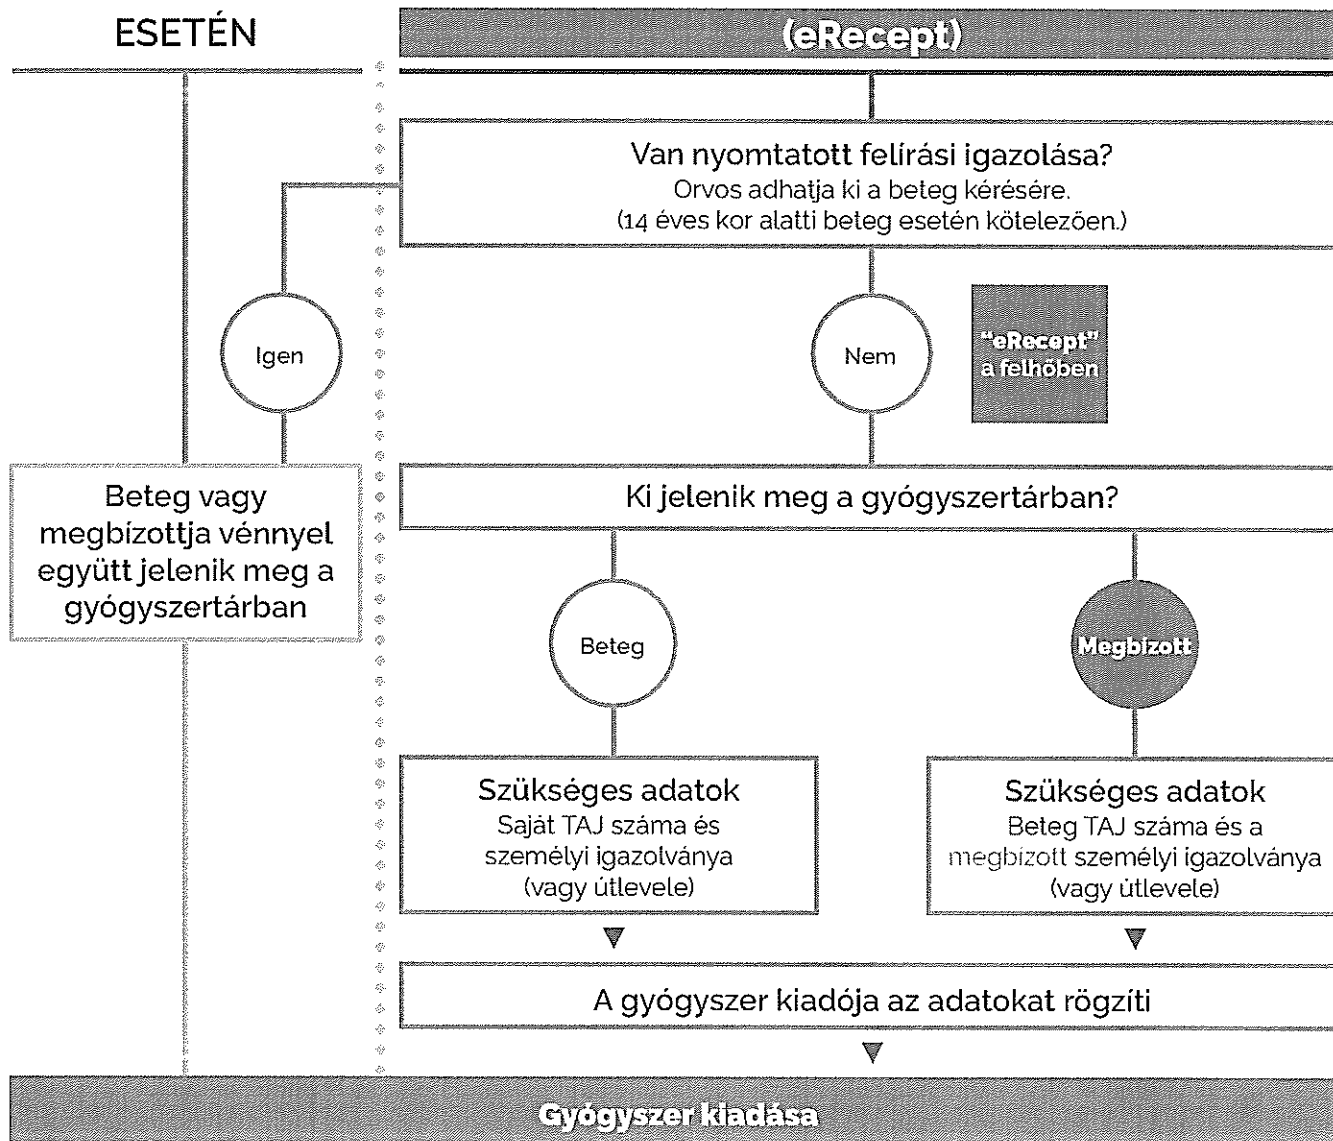 ESETÉN
(eRecept)
Van nyomtatott felírási igazolása?
Orvos adhatja ki a beteg kérésére.
(14 éves kor alatti beteg esetén kötelezően.)
Igen
Nem
"eRecept"
a felhőben
Beteg vagy
megbízottja vénnyel
együtt jelenik meg a
gyógyszertárban
Ki jelenik meg a gyógyszertárban?
Beteg
Megbízott
Szükséges adatok
Saját TAJ száma és
személyi igazolványa
(vagy útlevele)
Szükséges adatok
Beteg TAJ száma és a
megbízott személyi igazolványa
(vagy útlevele)
A gyógyszer kiadója az adatokat rögzíti
Gyógyszer kiadása